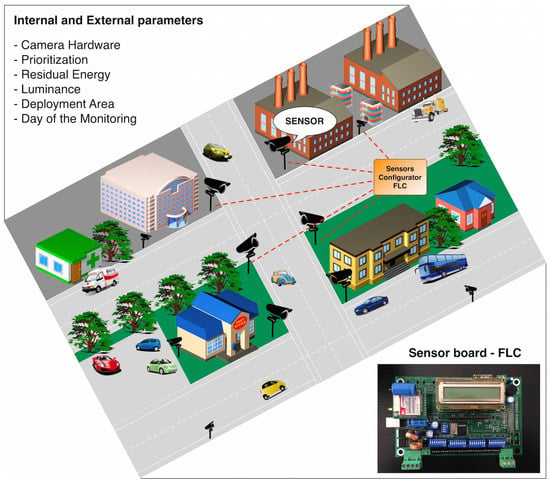 Internal and External parameters
- Camera Hardware
- Prioritization
- Residual Energy
- Luminance
- Deployment Area
- Day of the Monitoring
SENSOR
Sensors
Configurator
FLC
Sensor board - FLC